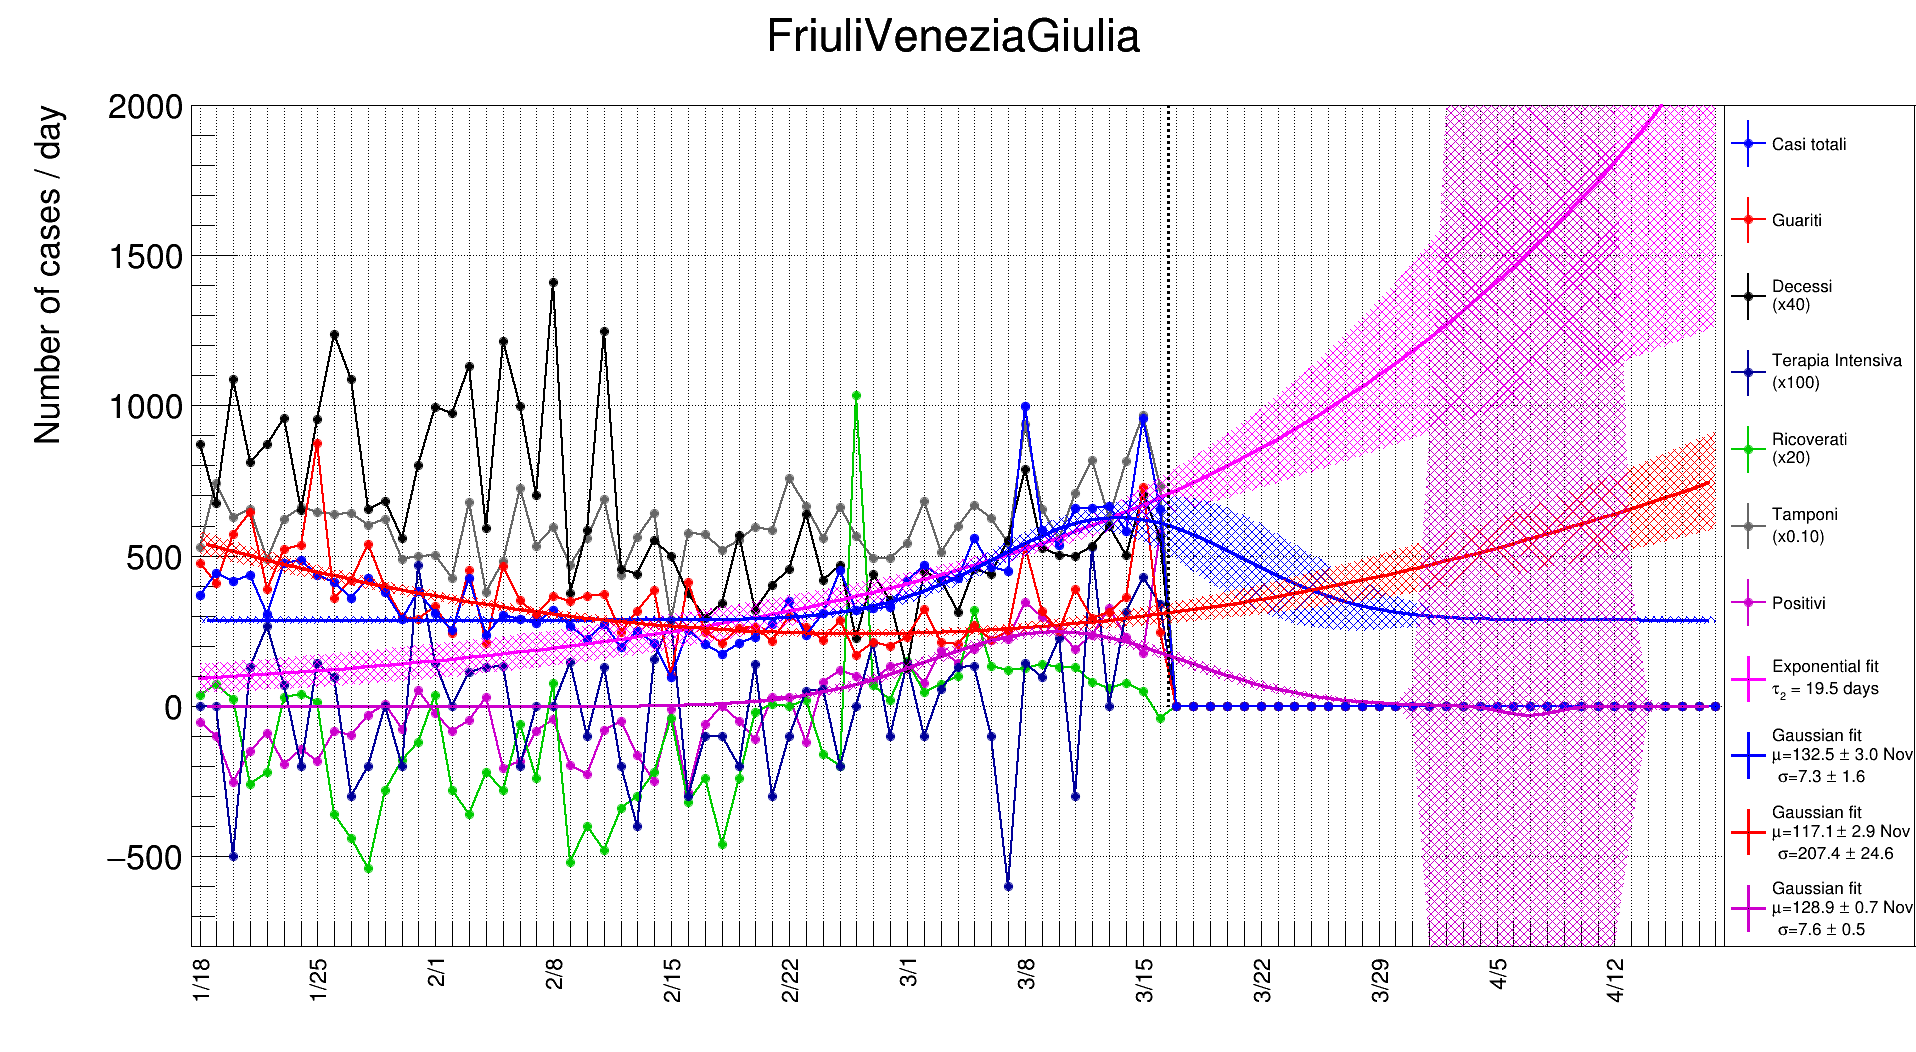 FriuliVeneziaGiulia
Number of cases / day
2000
1500
1000
500
0
−500
1/18
1/25
2/1
2/8
2/15
2/22
3/1
3/8
3/15
3/22
3/29
4/5
4/12
Casi totali
Guariti
Decessi
(x40)
Terapia Intensiva
(x100)
Ricoverati
(x20)
Tamponi
(x0.10)
Positivi
Exponential fit
τ₂ = 19.5 days
Gaussian fit
μ=132.5 ± 3.0 Nov
σ=7.3 ± 1.6
Gaussian fit
μ=117.1 ± 2.9 Nov
σ=207.4 ± 24.6
Gaussian fit
μ=128.9 ± 0.7 Nov
σ=7.6 ± 0.5